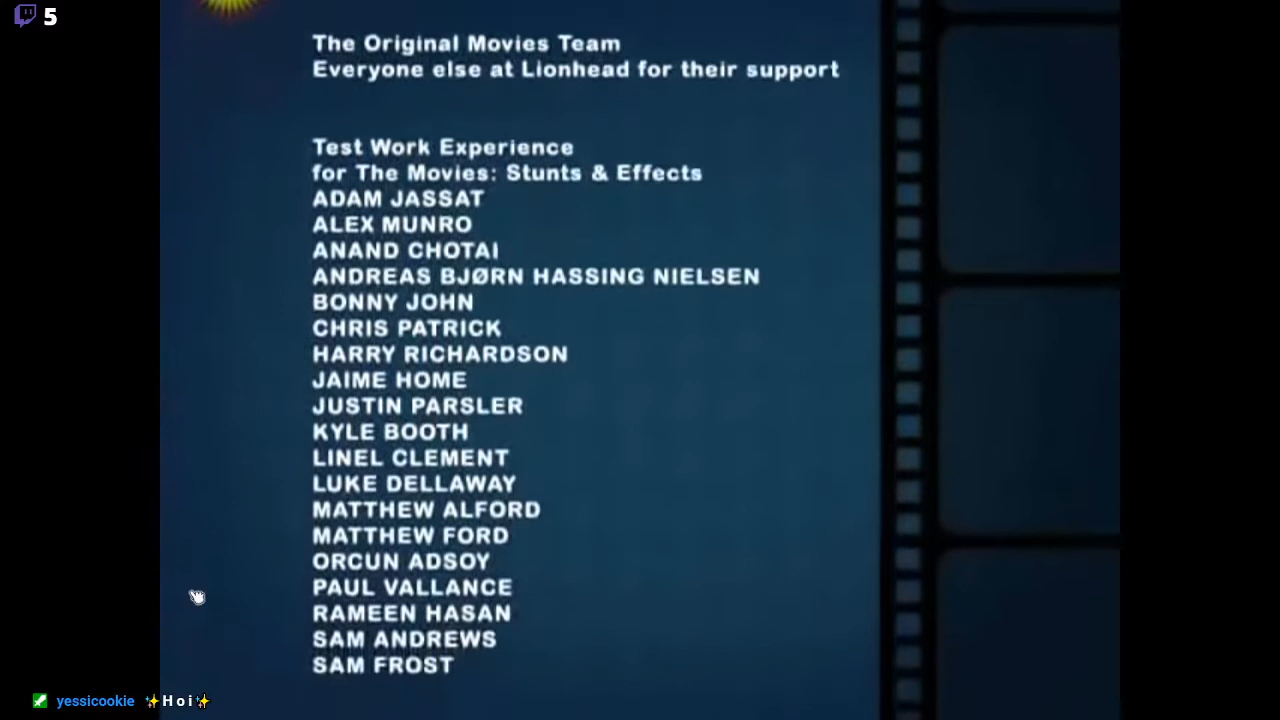 5
The Original Movies Team
Everyone else at Lionhead for their support
Test Work Experience
for The Movies: Stunts & Effects
ADAM JASSAT
ALEX MUNRO
ANAND CHOTAI
ANDREAS BJØRN HASSING NIELSEN
BONNY JOHN
CHRIS PATRICK
HARRY RICHARDSON
JAIME HOME
JUSTIN PARSLER
KYLE BOOTH
LINEL CLEMENT
LUKE DELLAWAY
MATTHEW ALFORD
MATTHEW FORD
ORCUN ADSOY
PAUL VALLANCE
RAMEEN HASAN
SAM ANDREWS
SAM FROST
yessicookie ✨H o i✨